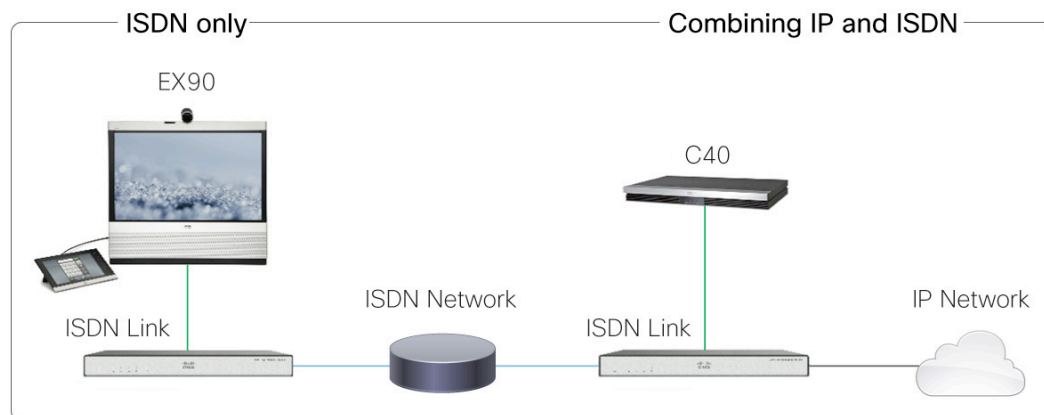 ISDN only
Combining IP and ISDN
EX90
C40
ISDN Network
IP Network
ISDN Link
ISDN Link